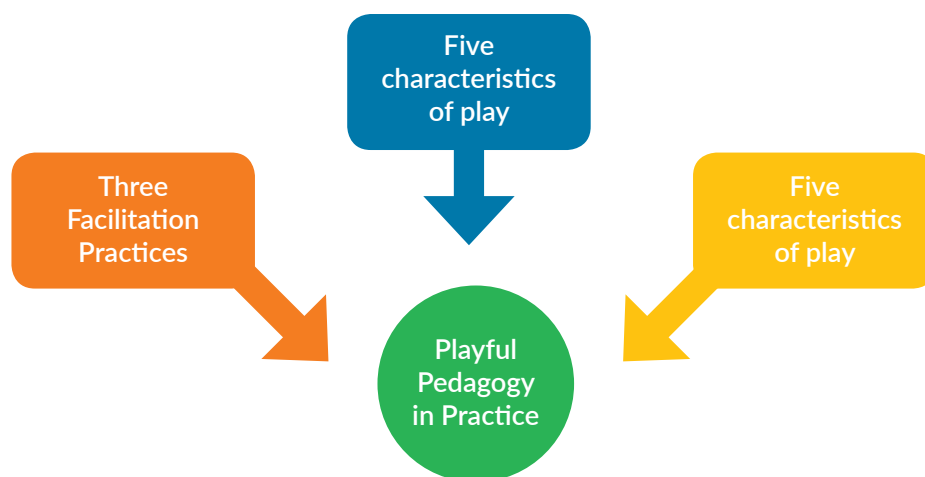 Five
characteristics
of play
Three
Facilitation
Practices
Five
characteristics
of play
Playful
Pedagogy
in Practice